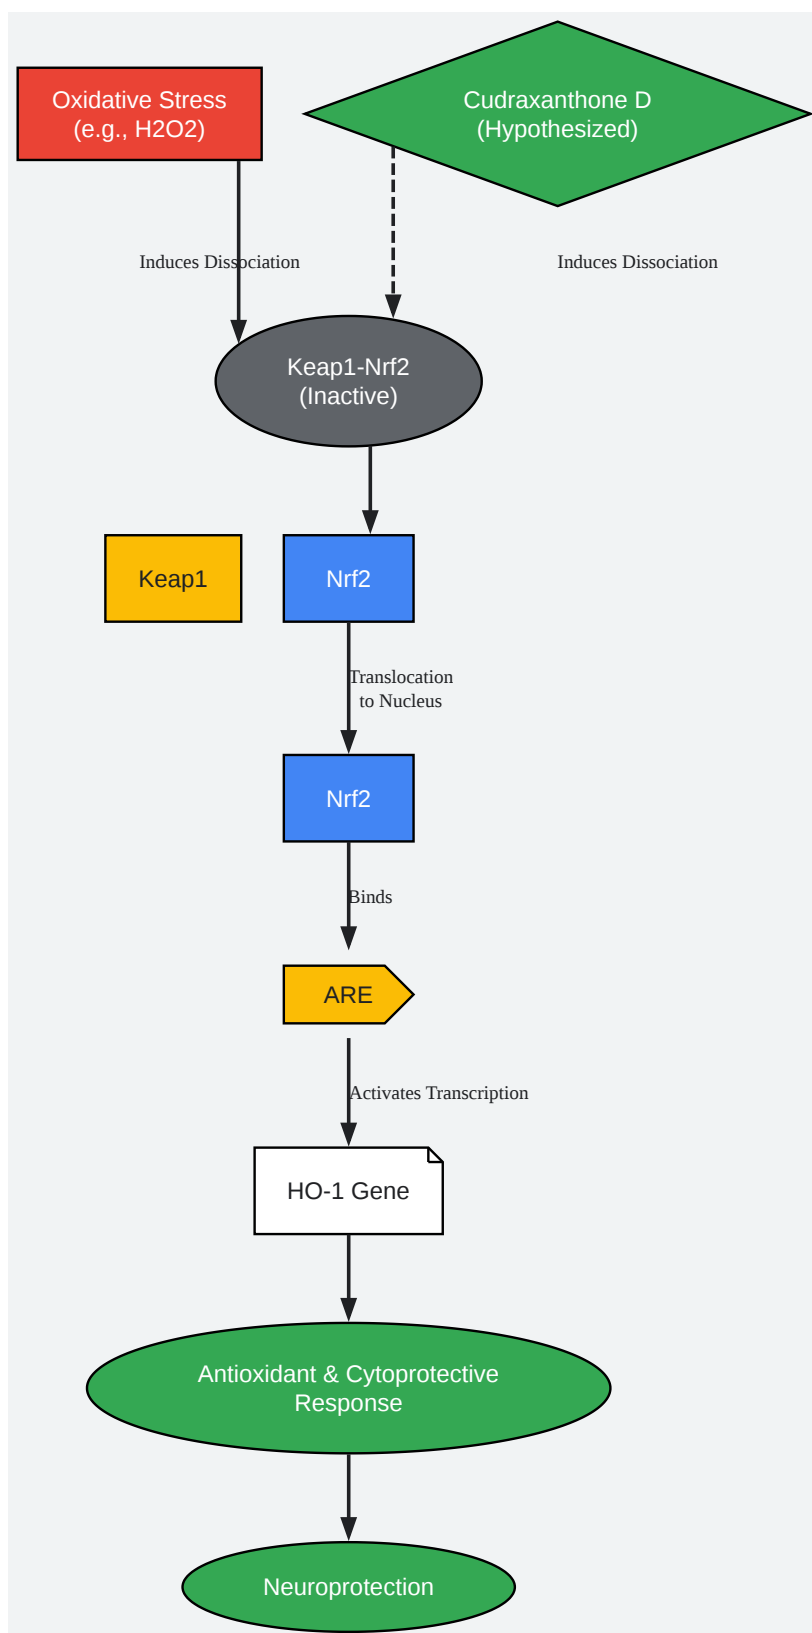 Oxidative Stress
(e.g., H2O2)
Cudraxanthone D
(Hypothesized)
Induces Dissociation
Induces Dissociation
Keap1-Nrf2
(Inactive)
Keap1
Nrf2
Translocation
to Nucleus
Nrf2
Binds
ARE
Activates Transcription
HO-1 Gene
Antioxidant & Cytoprotective
Response
Neuroprotection